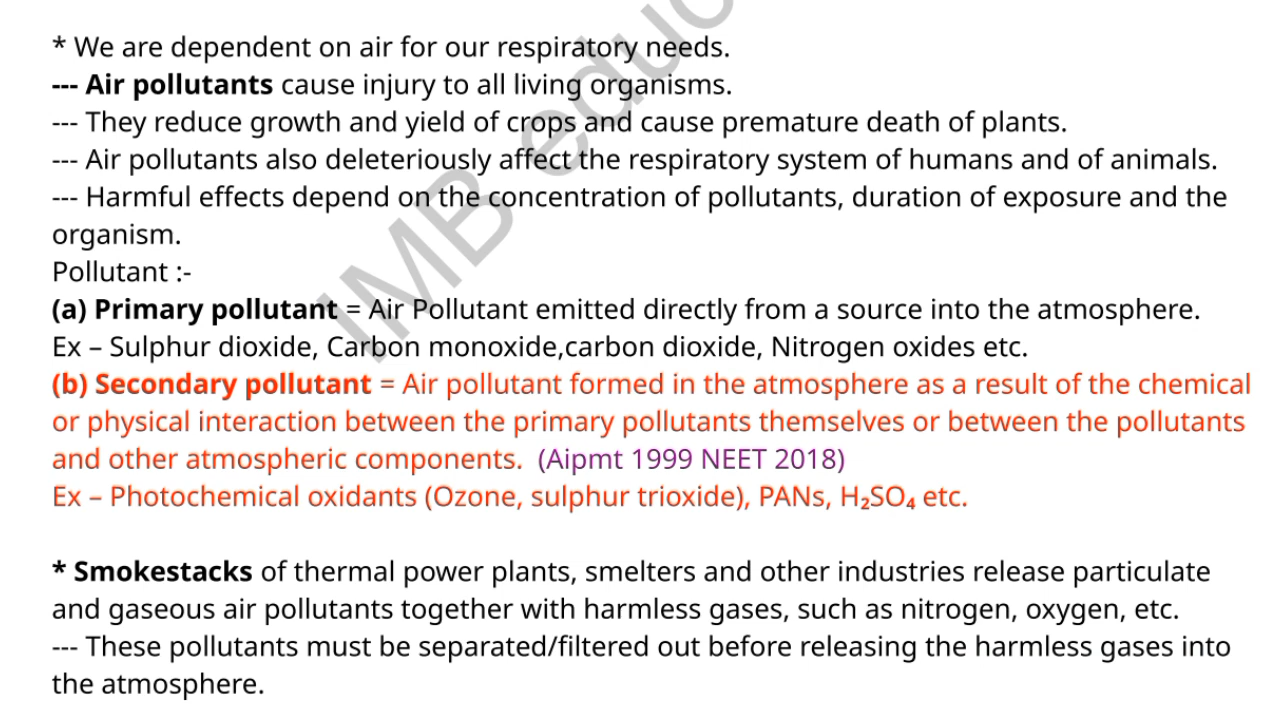 * We are dependent on air for our respiratory needs.
--- Air pollutants cause injury to all living organisms.
--- They reduce growth and yield of crops and cause premature death of plants.
--- Air pollutants also deleteriously affect the respiratory system of humans and of animals.
--- Harmful effects depend on the concentration of pollutants, duration of exposure and the
organism.
Pollutant :-
(a) Primary pollutant = Air Pollutant emitted directly from a source into the atmosphere.
Ex – Sulphur dioxide, Carbon monoxide,carbon dioxide, Nitrogen oxides etc.
(b) Secondary pollutant = Air pollutant formed in the atmosphere as a result of the chemical
or physical interaction between the primary pollutants themselves or between the pollutants
and other atmospheric components. (Aipmt 1999 NEET 2018)
Ex – Photochemical oxidants (Ozone, sulphur trioxide), PANs, H₂SO₄ etc.
* Smokestacks of thermal power plants, smelters and other industries release particulate
and gaseous air pollutants together with harmless gases, such as nitrogen, oxygen, etc.
--- These pollutants must be separated/filtered out before releasing the harmless gases into
the atmosphere.
IMB